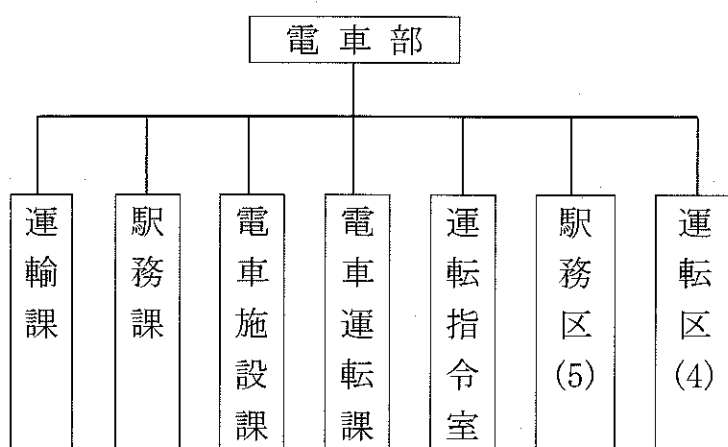 電車部
運輸課
駅務課
電車施設課
電車運転課
運転指令室
駅務区(5)
運転区(4)